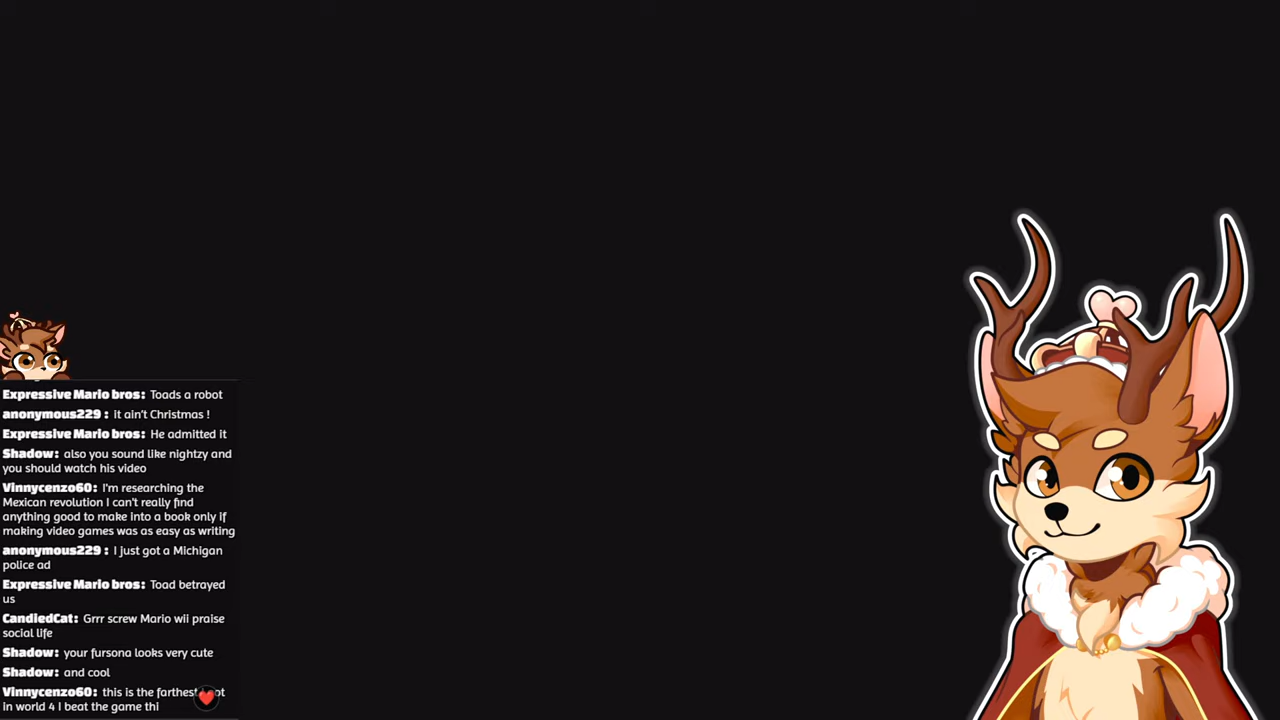 Expressive Mario bros: Toads a robot
anonymous229 : it ain't Christmas !
Expressive Mario bros: He admitted it
Shadow: also you sound like nightzy and
you should watch his video
Vinnycenzo60: I'm researching the
Mexican revolution I can't really find
anything good to make into a book only if
making video games was as easy as writing
anonymous229 : I just got a Michigan
police ad
Expressive Mario bros: Toad betrayed
us
CandiedCat: Grrr screw Mario wii praise
social life
Shadow: your fursona looks very cute
Shadow: and cool
Vinnycenzo60: this is the farthest
in world 4 I beat the game thi